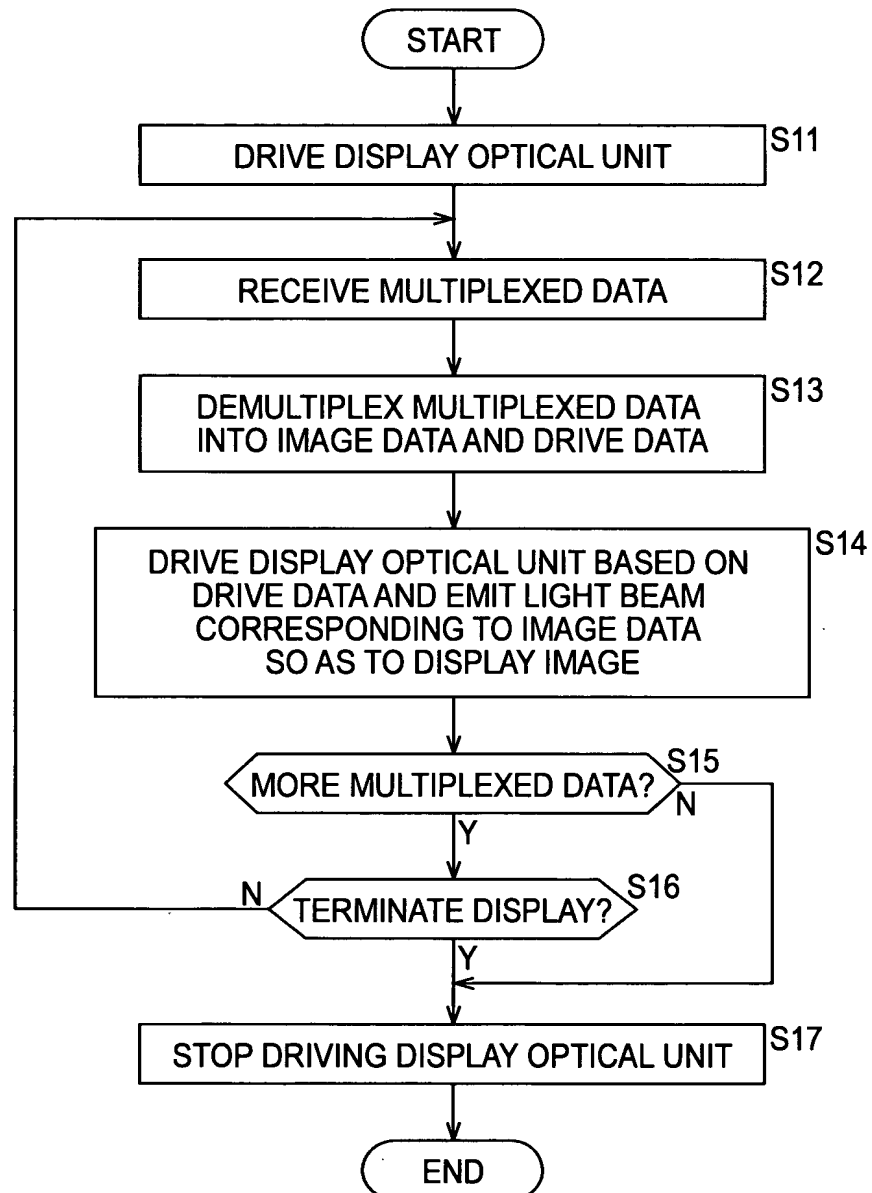 START
S11
DRIVE DISPLAY OPTICAL UNIT
S12
RECEIVE MULTIPLEXED DATA
S13
DEMULTIPLEX MULTIPLEXED DATA
INTO IMAGE DATA AND DRIVE DATA
S14
DRIVE DISPLAY OPTICAL UNIT BASED ON
DRIVE DATA AND EMIT LIGHT BEAM
CORRESPONDING TO IMAGE DATA
SO AS TO DISPLAY IMAGE
S15
MORE MULTIPLEXED DATA?
N
Y
S16
N
TERMINATE DISPLAY?
Y
S17
STOP DRIVING DISPLAY OPTICAL UNIT
END